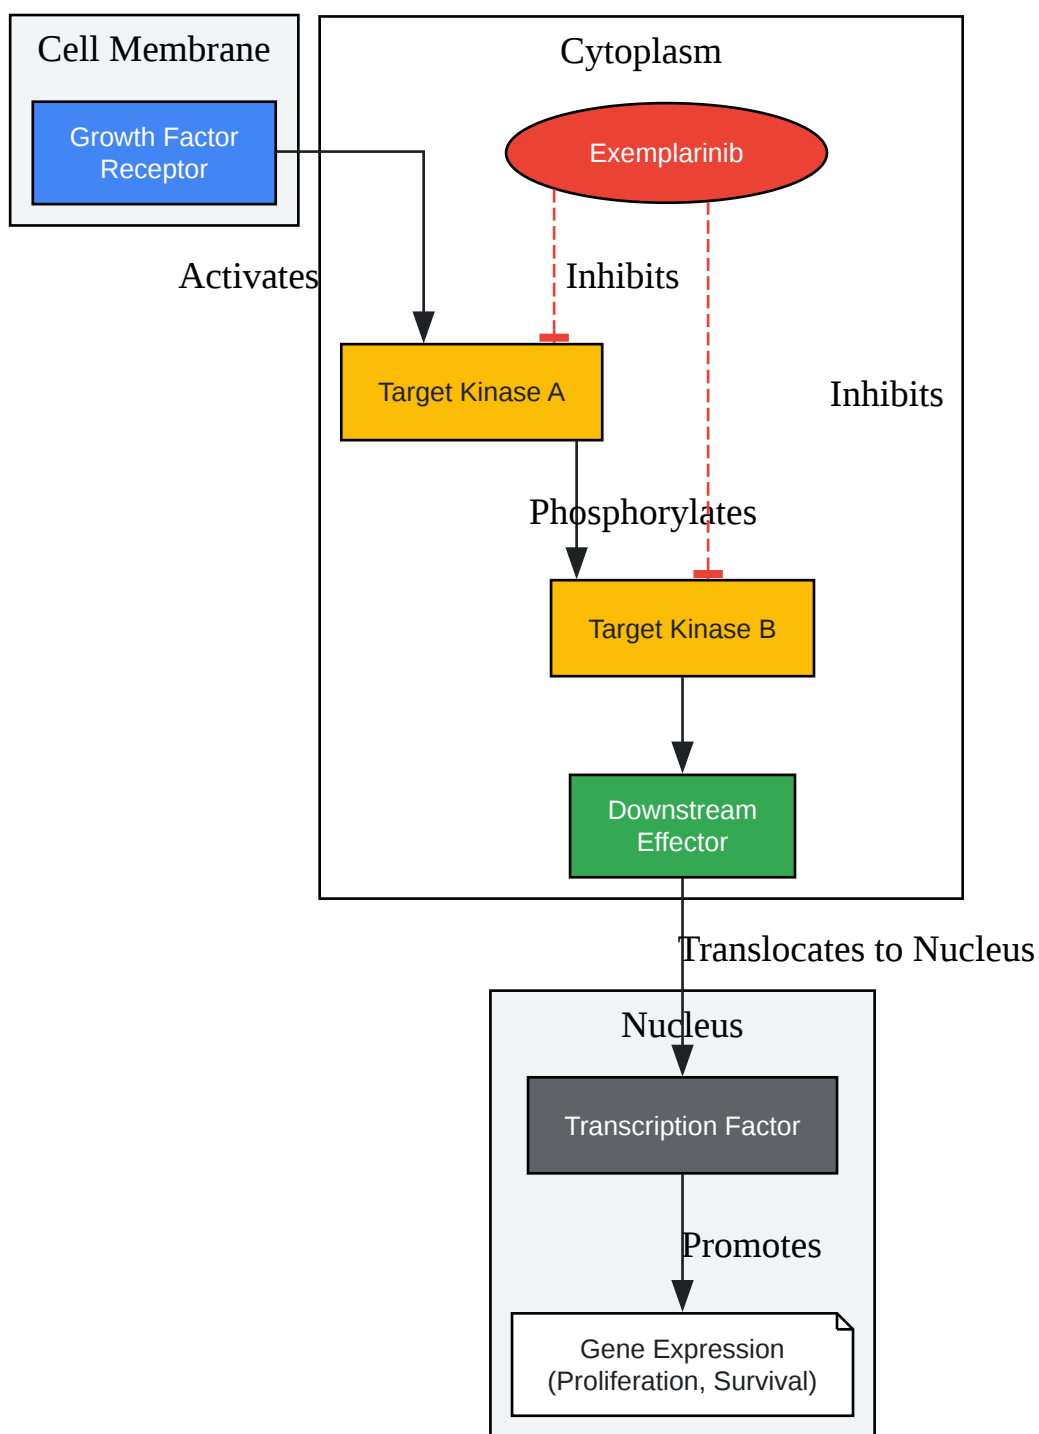 Cell Membrane
Cytoplasm
Growth Factor
Receptor
Exemplarinib
Activates
Inhibits
Target Kinase A
Inhibits
Phosphorylates
Target Kinase B
Downstream
Effector
Translocates to Nucleus
Nucleus
Transcription Factor
Promotes
Gene Expression
(Proliferation, Survival)